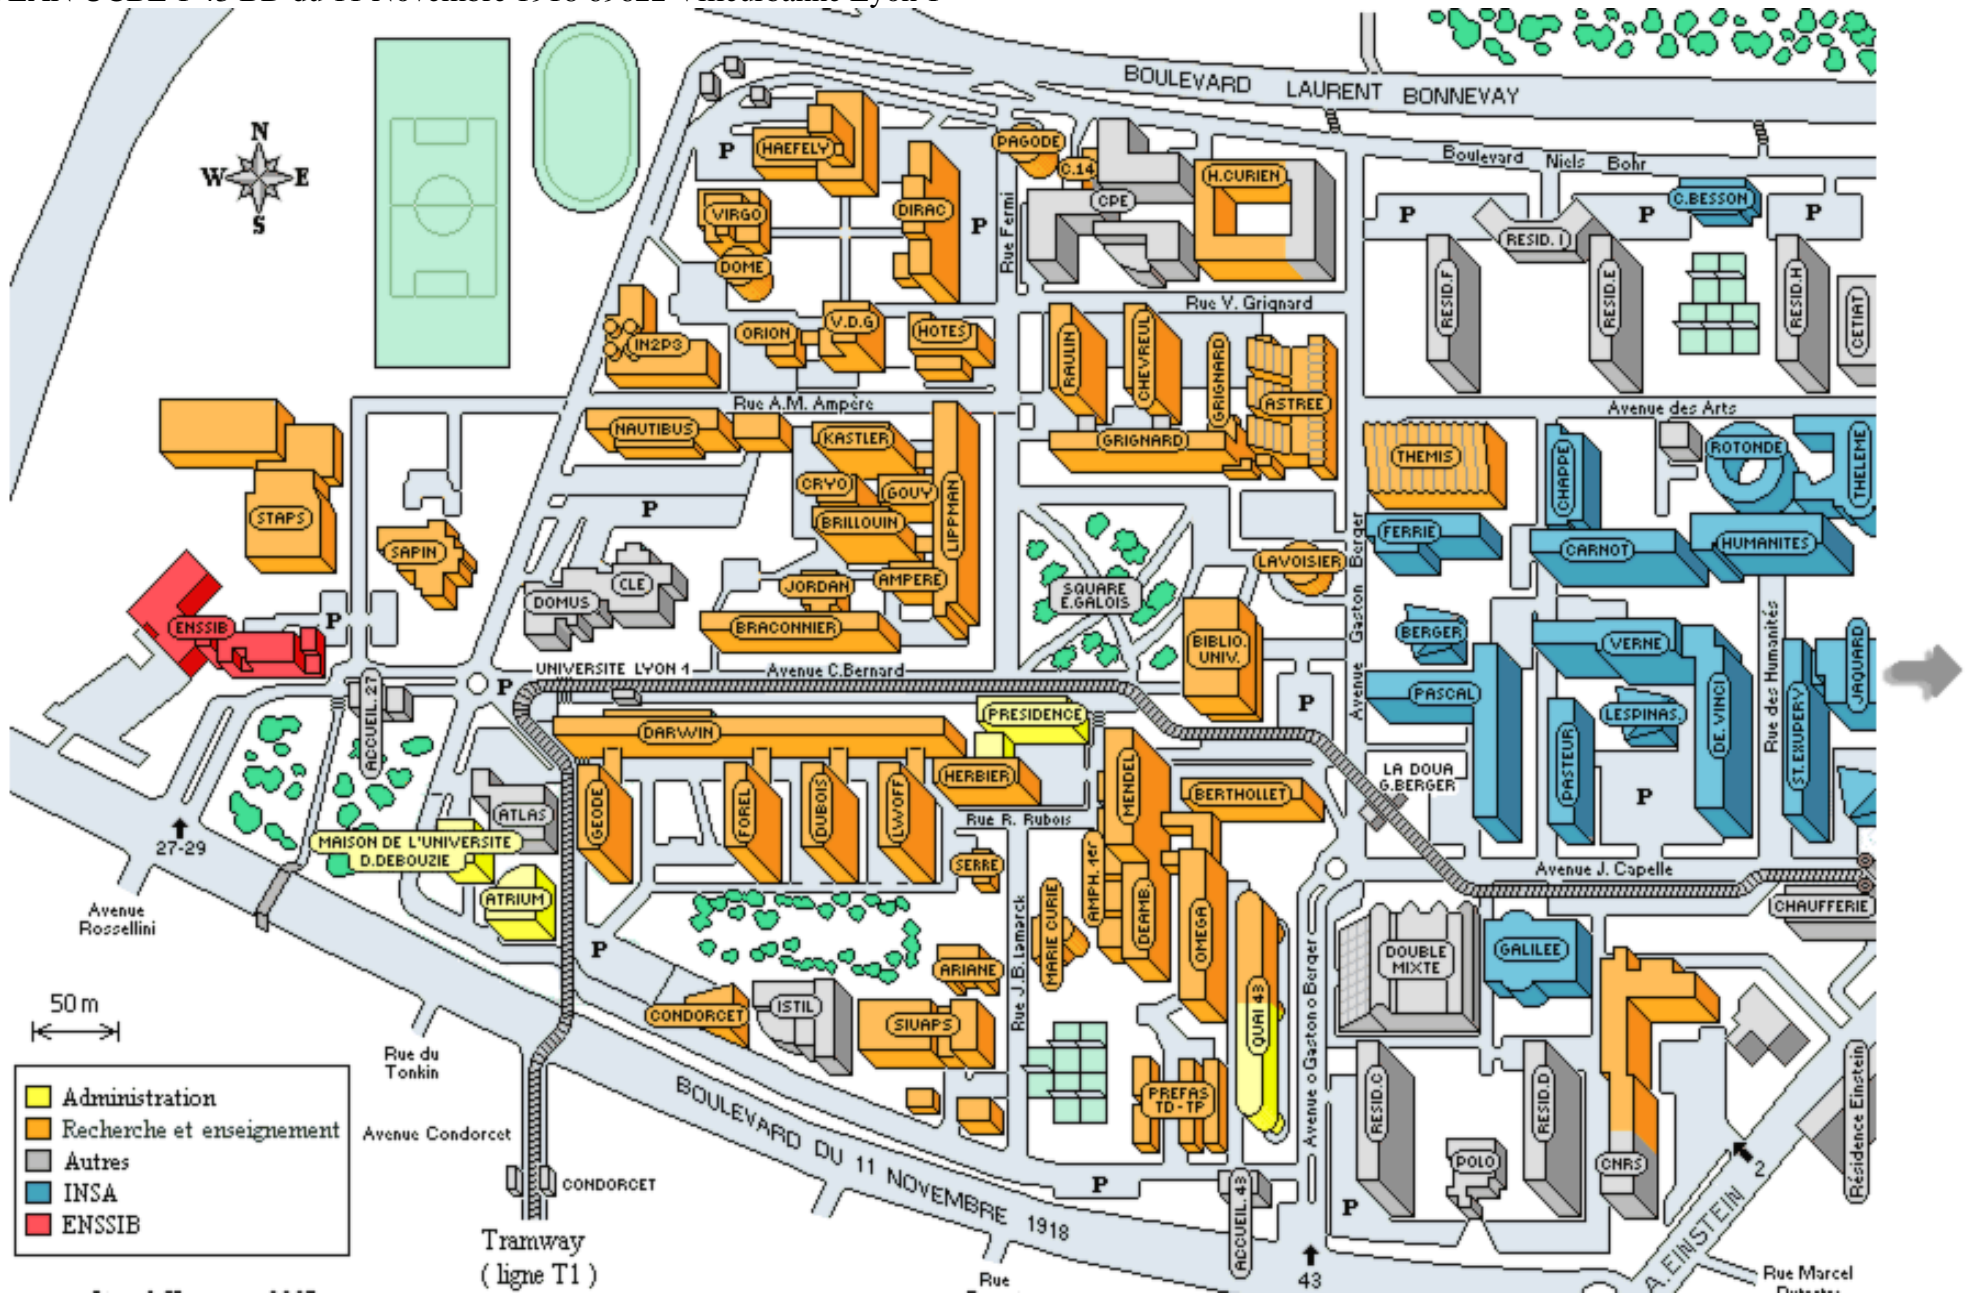 BOULEVARD LAURENT BONNEVAY
N
W E
S
P
HAEFELY
PAGODE
C.14
H.CURIEN
Boulevard Niels Bohr
CPE
C.BESSON
VIRGO
DIRAC
P
Rue Fermi
P
P
P
RESID. I
DOME
RESID.F
RESID.E
RESID.H
CETIAT
Rue V. Grignard
IN2P3
ORION
V.D.G
HOTES
RAULIN
CHEVREUL
GRIGNARD
ASTREE
Rue A.M. Ampère
Avenue des Arts
NAUTIBUS
KASTLER
GRIGNARD
THEMIS
CHAPPE
ROTONDE
THELEME
CRYO
GOUY
LIPPMAN
STAPS
P
BRILLOUIN
SAPIN
FERRIE
CARNOT
HUMANITES
LAVOISIER
CLE
DOMUS
JORDAN
AMPERE
SQUARE
E.GALOIS
ENSSIB
P
BRACONNIER
BIBLIO.
UNIV.
Avenue Gaston Berger
BERGER
VERNE
Rue des Humanités
JAQUARD
UNIVERSITE LYON 1
Avenue C.Bernard
P
ACCUEIL. 27
PASCAL
LESPINAS.
DE. VINCI
ST.EXUPERY
P
PRESIDENCE
DARWIN
PASTEUR
LA DOUA
G.BERGER
P
HERBIER
MENDEL
BERTHOLLET
GEODE
FOREL
DUBOIS
LWOFF
ATLAS
Rue R. Dubois
MAISON DE L'UNIVERSITE
D.DEBOUZIE
27-29
SERRE
AMPH. 1er
DEAMB.
Avenue J. Capelle
ATRIUM
Avenue
Rossellini
MARIE CURIE
OMEGA
CHAUFFERIE
P
ARIANE
Rue J.B.Lamarck
DOUBLE
MIXTE
GALILEE
50 m
CONDORCET
ISTIL
SIUAPS
QUAI 43
Avenue Gaston Berger
Rue du
Tonkin
RESID.C
RESID.D
Résidence Einstein
Administration
Recherche et enseignement
Autres
INSA
ENSSIB
Avenue Condorcet
PREFAS
TD-TP
BOULEVARD DU 11 NOVEMBRE 1918
POLO
CNRS
2
CONDORCET
P
P
ACCUEIL. 43
A.EINSTEIN
Tramway
( ligne T1 )
43
Rue
Rue Marcel